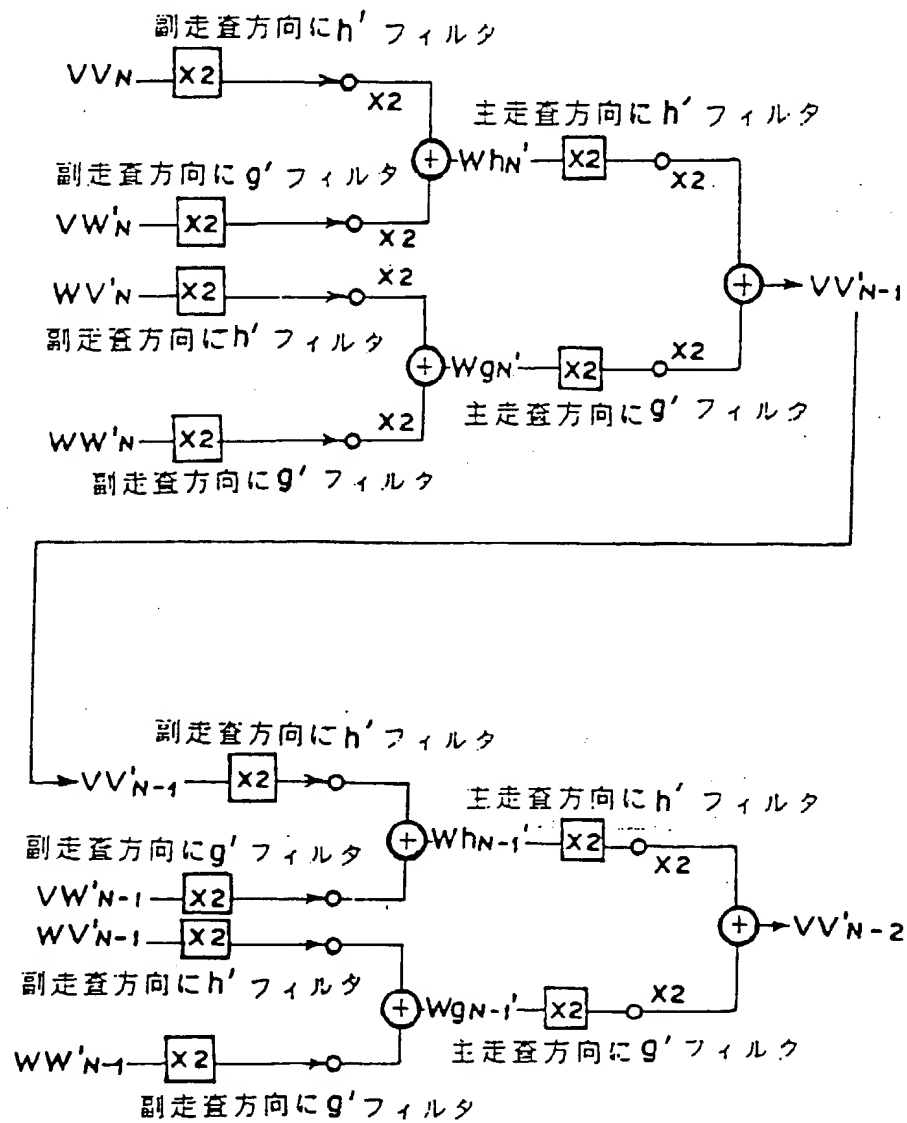 副走査方向にh' フィルタ
VVN X2 X2
主走査方向にh' フィルタ
+ WhN' X2 X2
副走査方向にg' フィルタ
VW'N X2 X2
X2
WV'N X2
+ VV'N-1
副走査方向にh' フィルタ
+ WgN' X2 X2
主走査方向にg' フィルタ
WW'N X2 X2
副走査方向にg' フィルタ
副走査方向にh' フィルタ
VV'N-1 X2
主走査方向にh' フィルタ
+ WhN-1' X2 X2
副走査方向にg' フィルタ
VW'N-1 X2
WV'N-1 X2
+ VV'N-2
副走査方向にh' フィルタ
+ WgN-1' X2 X2
主走査方向にg' フィルタ
WW'N-1 X2
副走査方向にg' フィルタ